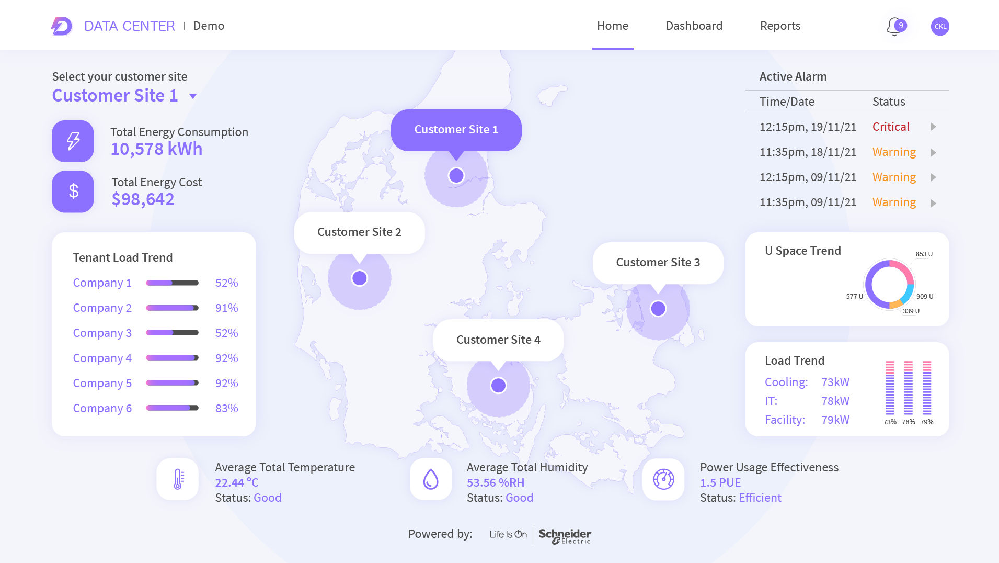 DATA CENTER | Demo
Home
Dashboard
Reports
9
CKL
Select your customer site
Customer Site 1
Total Energy Consumption
10,578 kWh
$
Total Energy Cost
$98,642
Tenant Load Trend
Company 1 52%
Company 2 91%
Company 3 52%
Company 4 92%
Company 5 92%
Company 6 83%
Customer Site 1
Customer Site 2
Customer Site 3
Customer Site 4
Active Alarm
Time/Date Status
12:15pm, 19/11/21 Critical
11:35pm, 18/11/21 Warning
12:15pm, 09/11/21 Warning
11:35pm, 09/11/21 Warning
U Space Trend
853 U
577 U
909 U
339 U
Load Trend
Cooling: 73kW
IT: 78kW
Facility: 79kW
73% 78% 79%
Average Total Temperature
22.44 °C
Status: Good
Average Total Humidity
53.56 %RH
Status: Good
Power Usage Effectiveness
1.5 PUE
Status: Efficient
Powered by:
Life Is On
Schneider
Electric